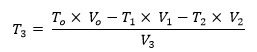 T₃ = (Tₒ × Vₒ − T₁ × V₁ − T₂ × V₂) / V₃